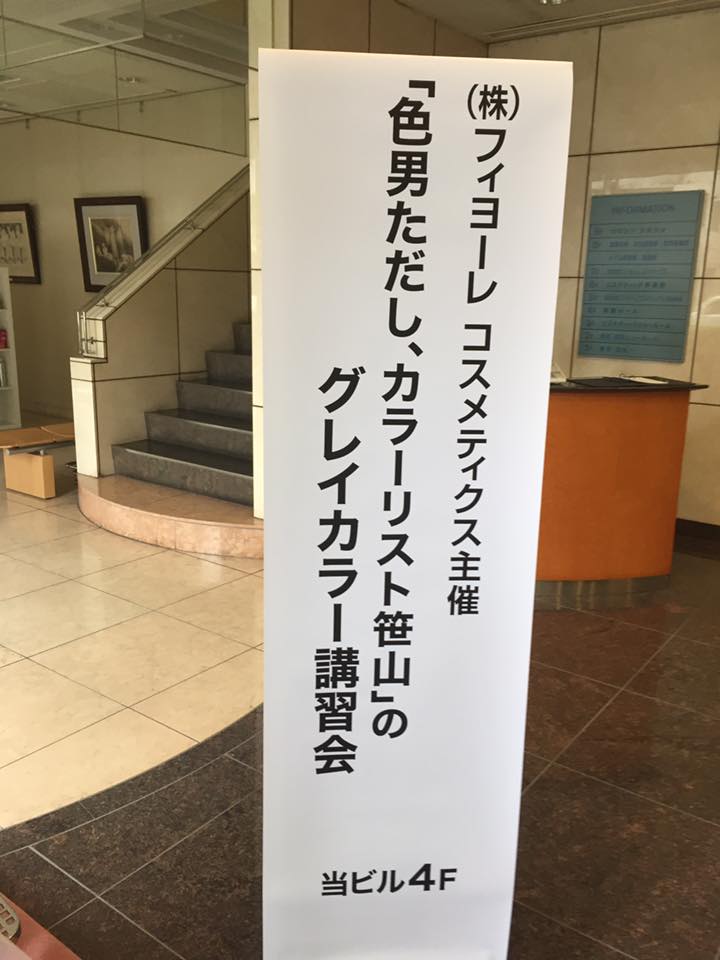 (株)フィヨーレ コスメティクス主催
「色男ただし、カラーリスト笹山」の
グレイカラー講習会
当ビル4F
INFORMATION